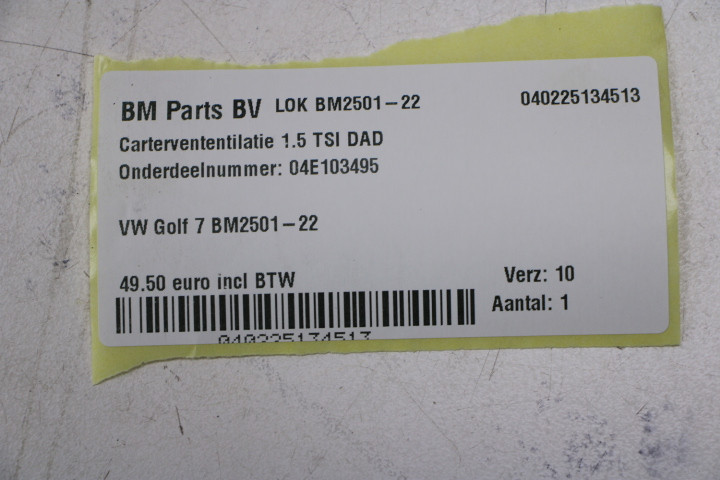 BM Parts BV LOK BM2501-22 040225134513
Cartervententilatie 1.5 TSI DAD
Onderdeelnummer: 04E103495
VW Golf 7 BM2501-22
49.50 euro incl BTW Verz: 10
Aantal: 1
040225134513